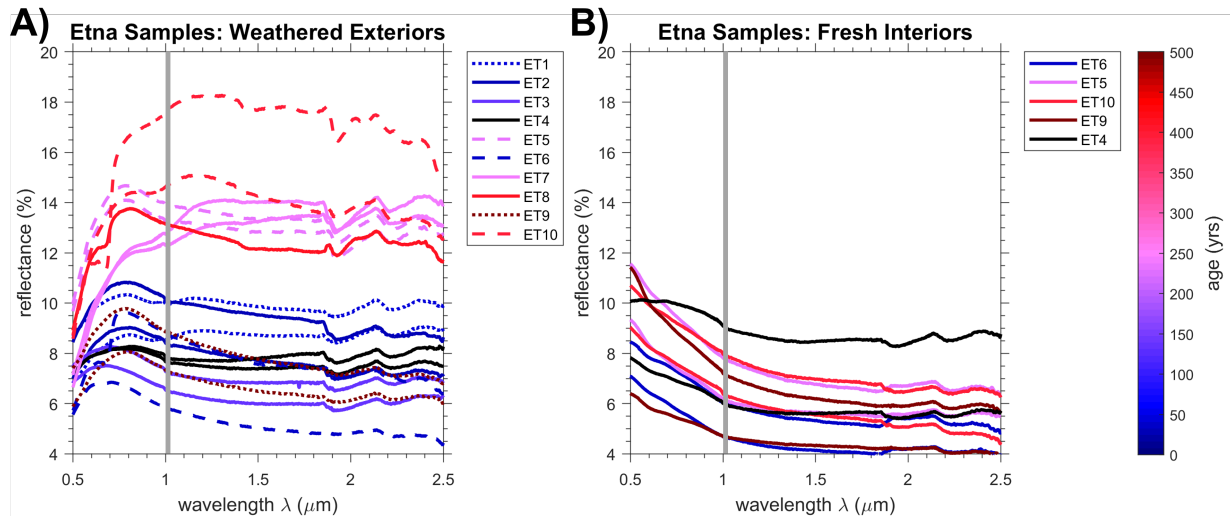 A)
Etna Samples: Weathered Exteriors
20
18
16
14
12
10
8
6
4
reflectance (%)
0.5
1
1.5
2
2.5
wavelength λ (μm)
ET1
ET2
ET3
ET4
ET5
ET6
ET7
ET8
ET9
ET10
B)
Etna Samples: Fresh Interiors
20
18
16
14
12
10
8
6
4
reflectance (%)
0.5
1
1.5
2
2.5
wavelength λ (μm)
ET6
ET5
ET10
ET9
ET4
500
450
400
350
300
250
200
150
100
50
0
age (yrs)